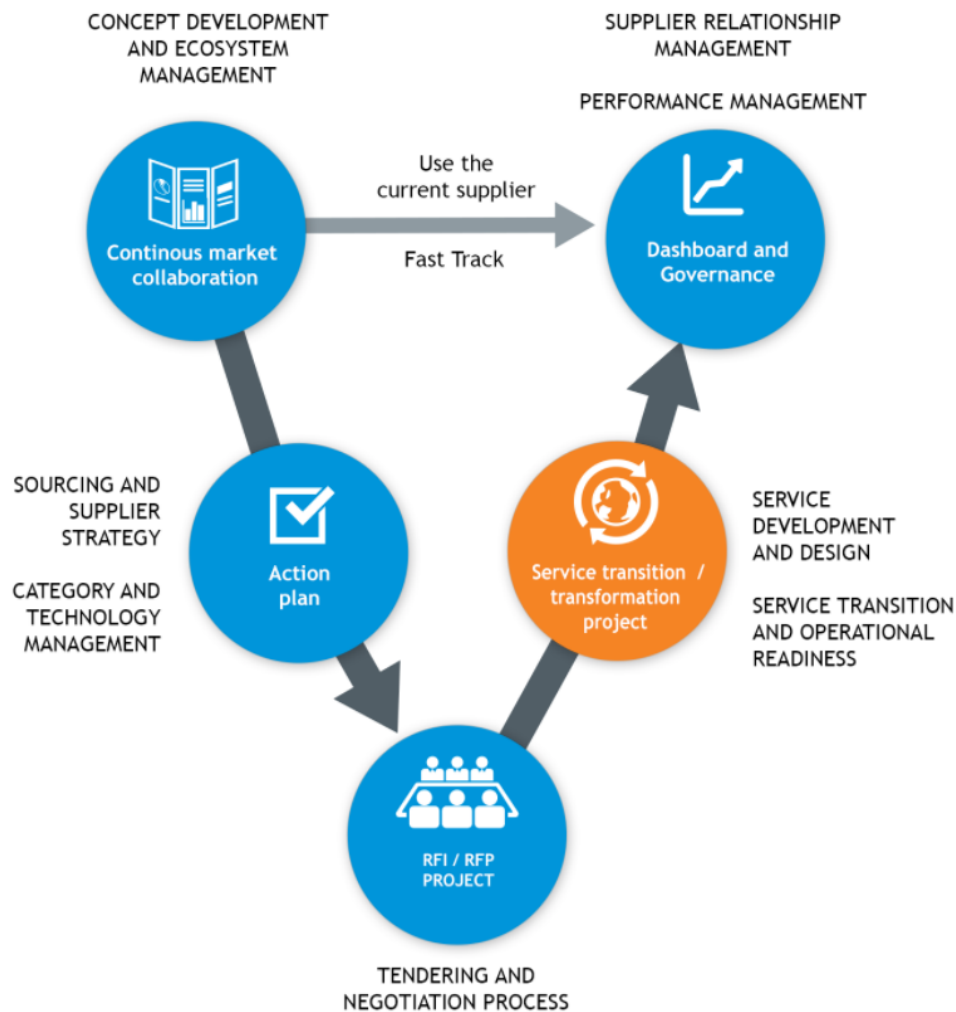 CONCEPT DEVELOPMENT
AND ECOSYSTEM
MANAGEMENT
SUPPLIER RELATIONSHIP
MANAGEMENT
PERFORMANCE MANAGEMENT
Continous market
collaboration
Use the
current supplier
Fast Track
Dashboard and
Governance
SOURCING AND
SUPPLIER
STRATEGY
CATEGORY AND
TECHNOLOGY
MANAGEMENT
Action
plan
Service transition /
transformation
project
SERVICE
DEVELOPMENT
AND DESIGN
SERVICE TRANSITION
AND OPERATIONAL
READINESS
RFI / RFP
PROJECT
TENDERING AND
NEGOTIATION PROCESS